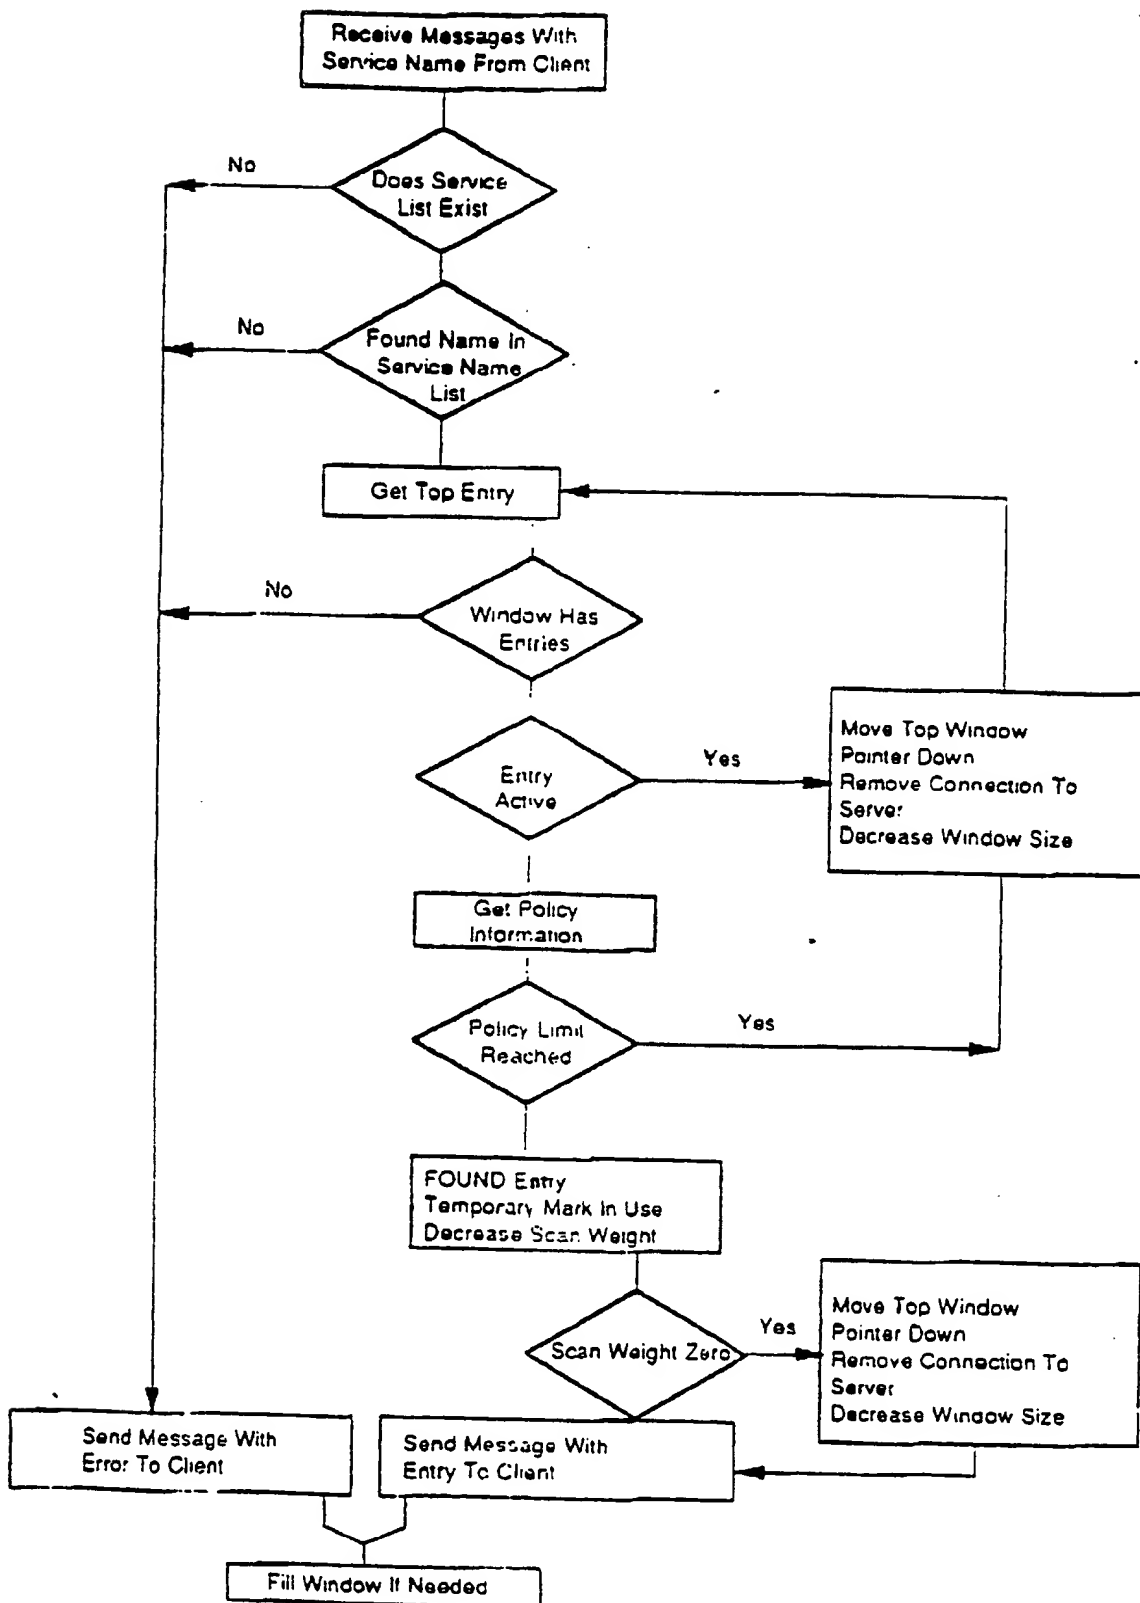 Receive Messages With
Service Name From Client
No
Does Service
List Exist
No
Found Name In
Service Name
List
Get Top Entry
No
Window Has
Entries
Move Top Window
Pointer Down
Remove Connection To
Server
Decrease Window Size
Yes
Entry
Active
Get Policy
Information
Policy Limit
Reached
Yes
FOUND Entry
Temporary Mark In Use
Decrease Scan Weight
Scan Weight Zero
Yes
Move Top Window
Pointer Down
Remove Connection To
Server
Decrease Window Size
Send Message With
Error To Client
Send Message With
Entry To Client
Fill Window If Needed